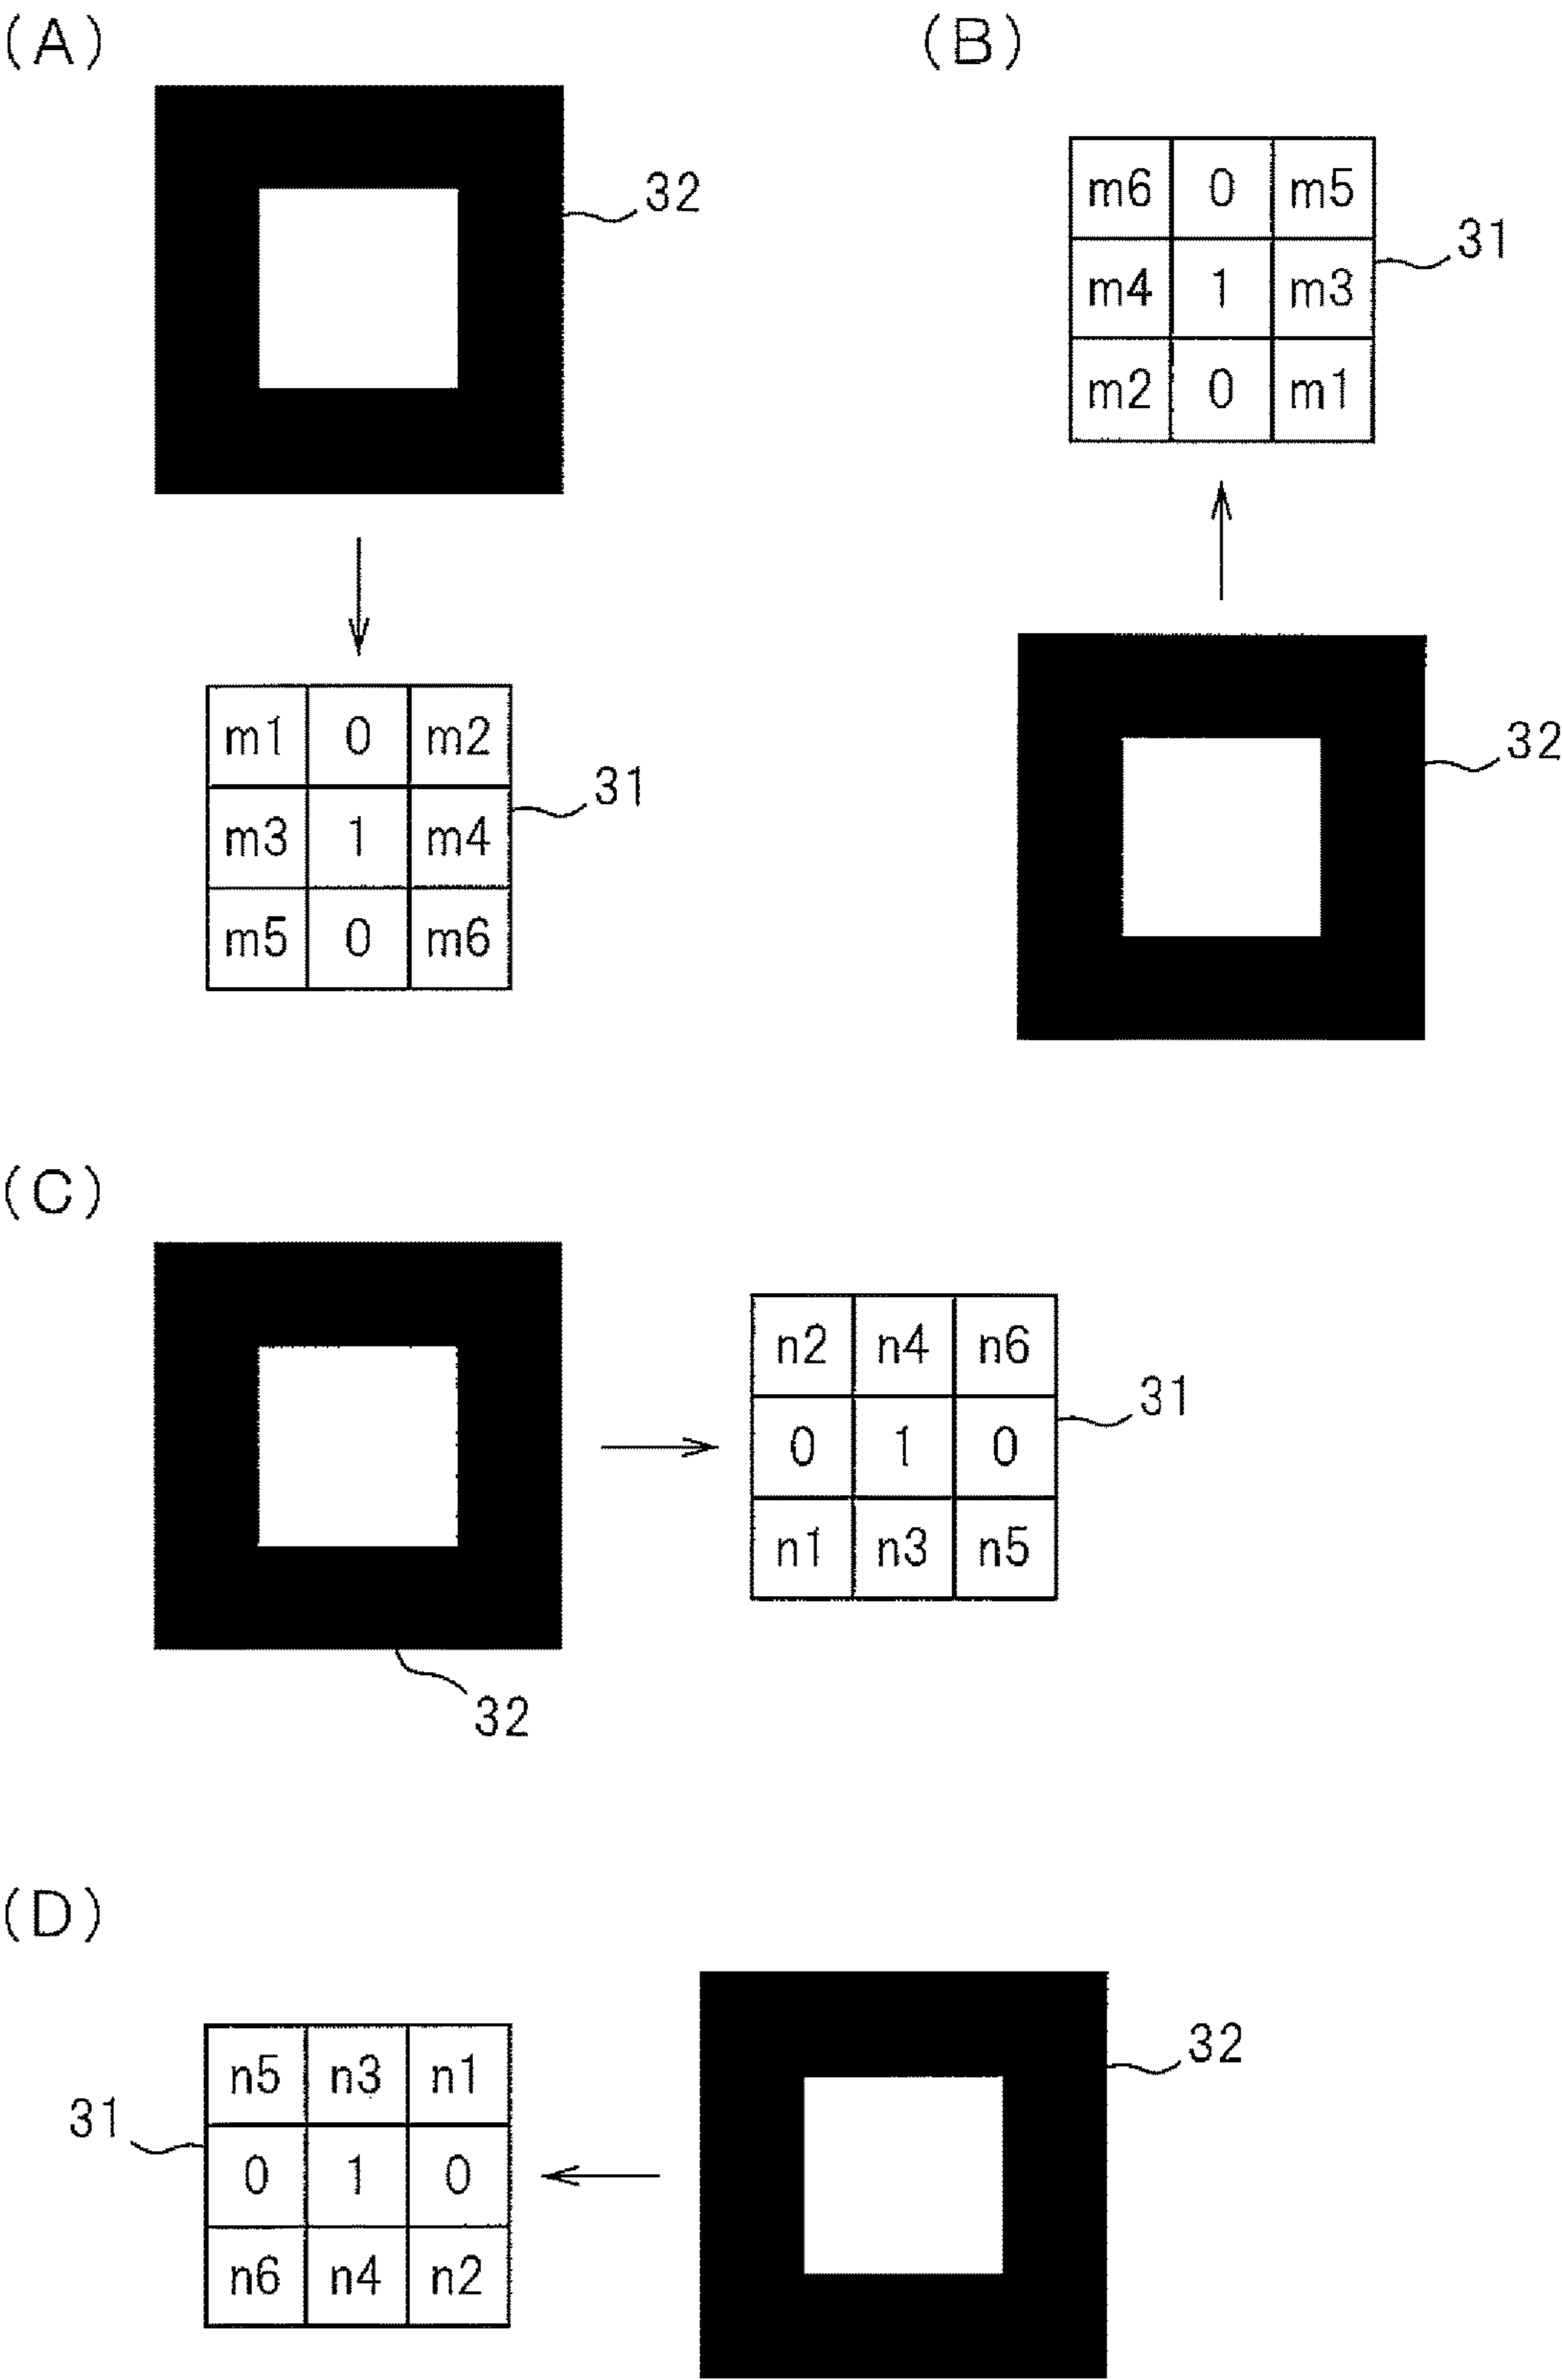 (A)
32
m1 0 m2
m3 1 m4
31
m5 0 m6
(B)
m6 0 m5
31
m4 1 m3
m2 0 m1
32
(C)
n2 n4 n6
31
0 1 0
n1 n3 n5
32
(D)
n5 n3 n1
31
0 1 0
n6 n4 n2
32